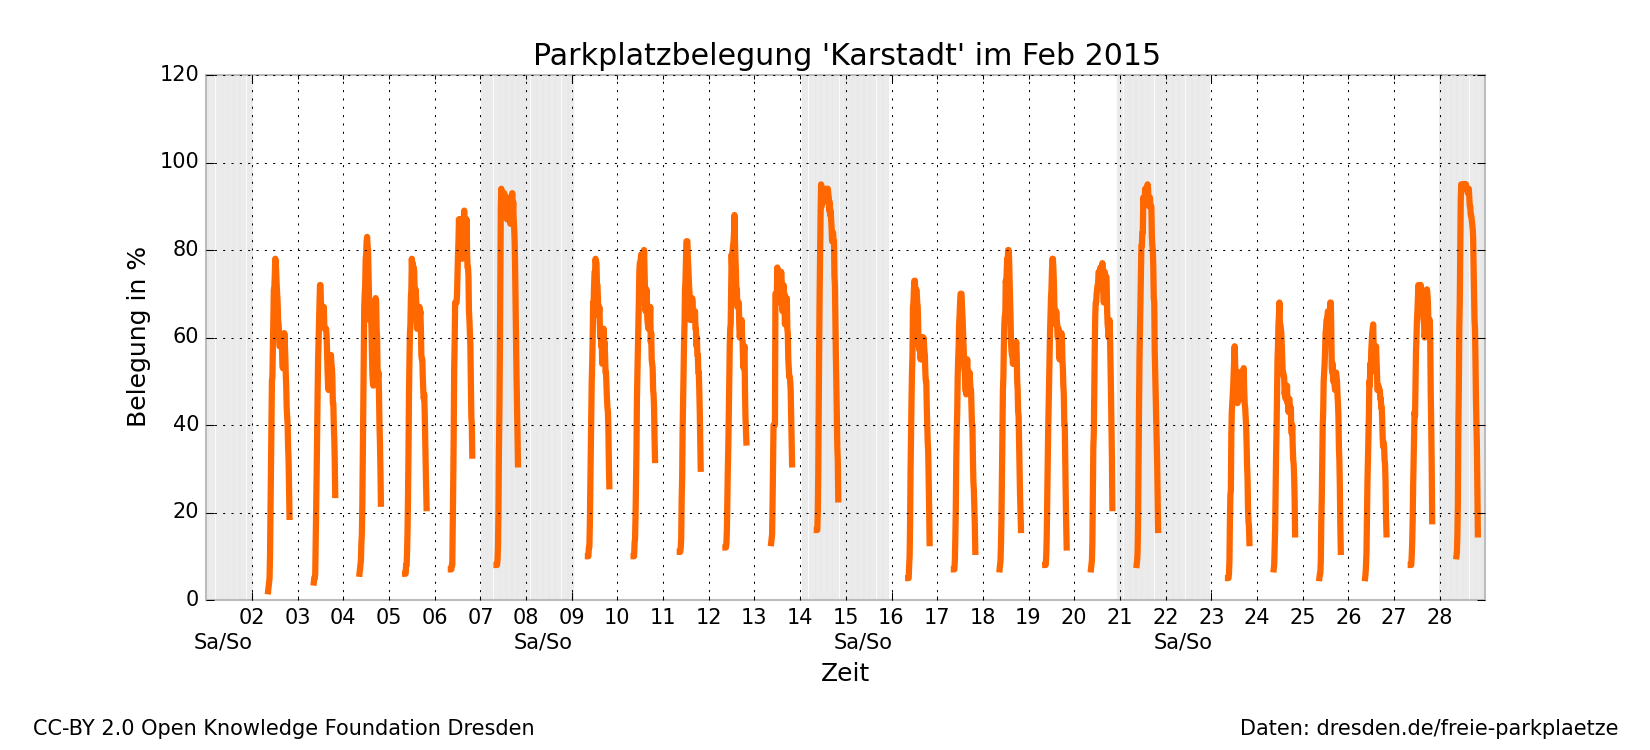 Parkplatzbelegung 'Karstadt' im Feb 2015
120
100
80
60
40
20
0
Belegung in %
02 03 04 05 06 07 08 09 10 11 12 13 14 15 16 17 18 19 20 21 22 23 24 25 26 27 28
Sa/So Sa/So Sa/So Sa/So
Zeit
CC-BY 2.0 Open Knowledge Foundation Dresden
Daten: dresden.de/freie-parkplaetze